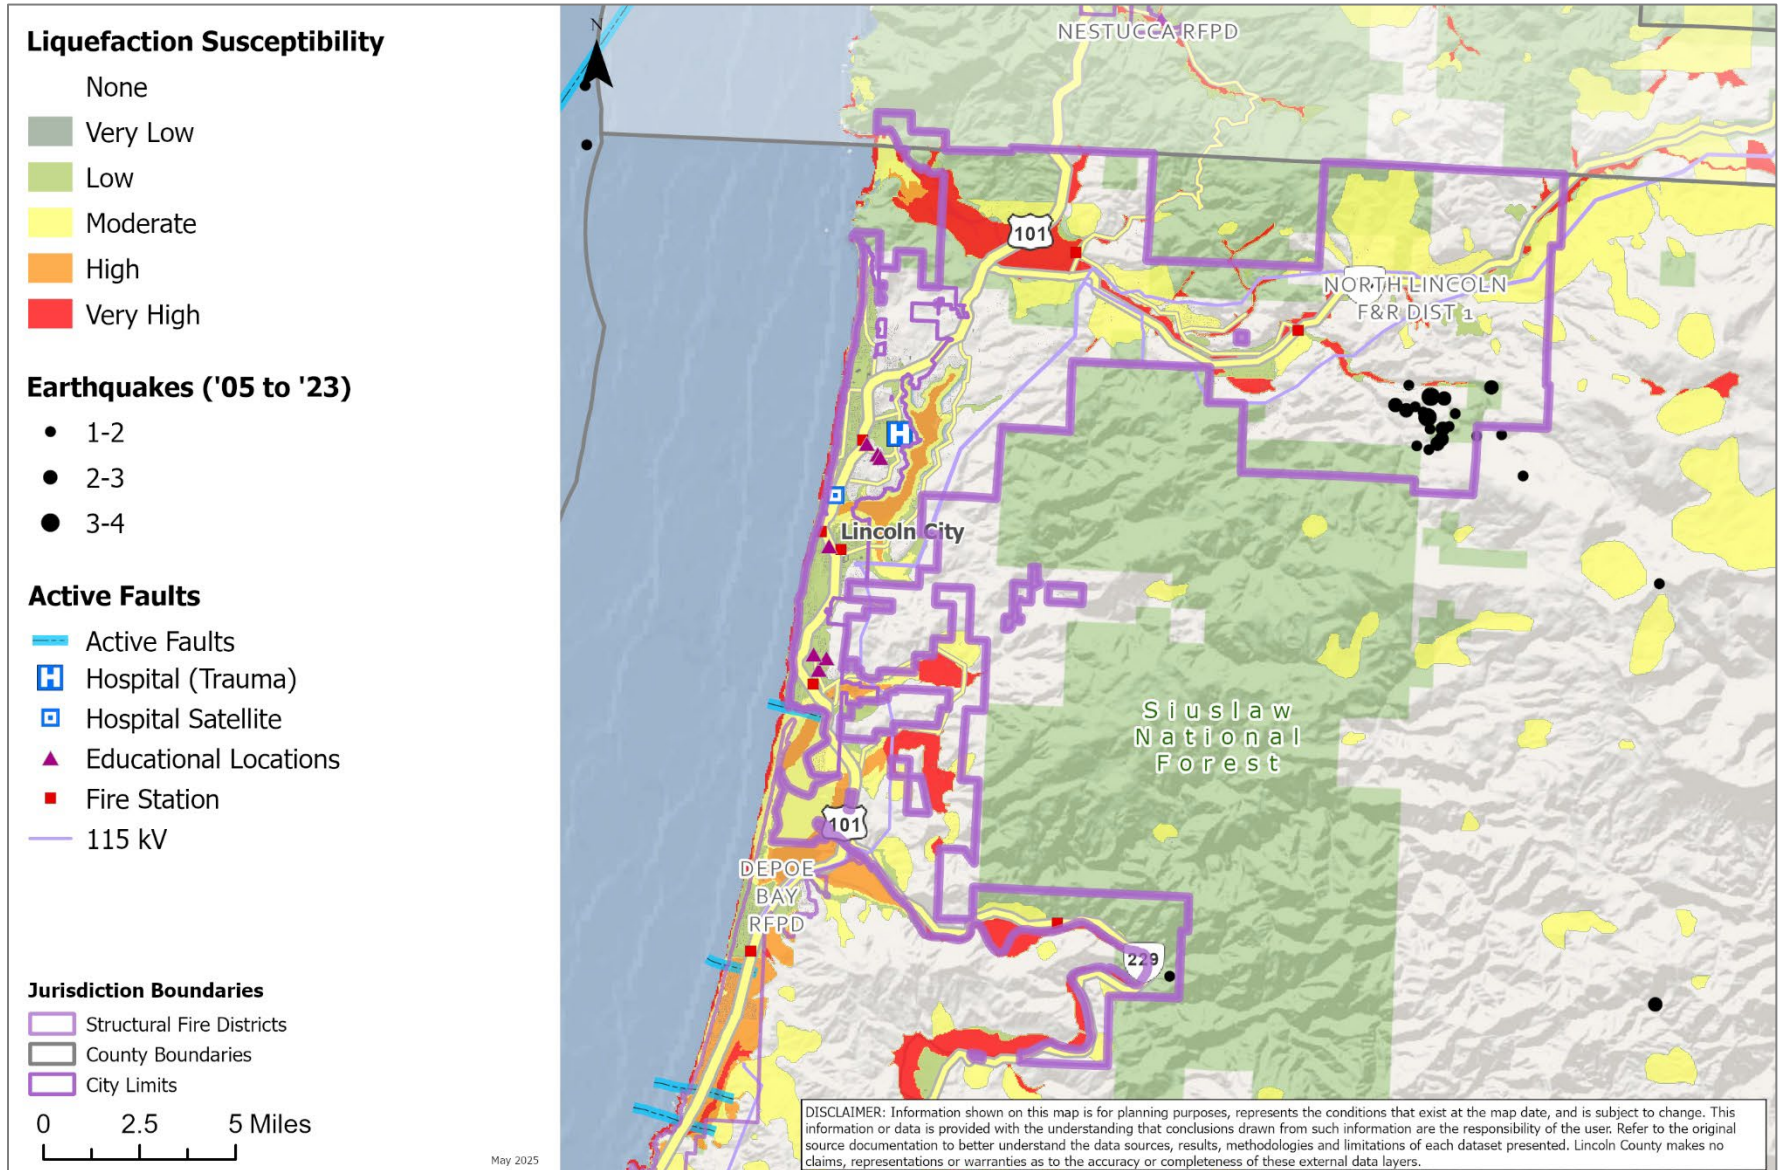 Liquefaction Susceptibility
None
Very Low
Low
Moderate
High
Very High
Earthquakes ('05 to '23)
1-2
2-3
3-4
Active Faults
Active Faults
H Hospital (Trauma)
Hospital Satellite
Educational Locations
Fire Station
115 kV
Jurisdiction Boundaries
Structural Fire Districts
County Boundaries
City Limits
0 2.5 5 Miles
May 2025
N
NESTUCCA RFPD
101
NORTH LINCOLN
F&R DIST 1
H
Lincoln City
Siuslaw
National
Forest
101
DEPOE
BAY
RFPD
229
DISCLAIMER: Information shown on this map is for planning purposes, represents the conditions that exist at the map date, and is subject to change. This
information or data is provided with the understanding that conclusions drawn from such information are the responsibility of the user. Refer to the original
source documentation to better understand the data sources, results, methodologies and limitations of each dataset presented. Lincoln County makes no
claims, representations or warranties as to the accuracy or completeness of these external data layers.